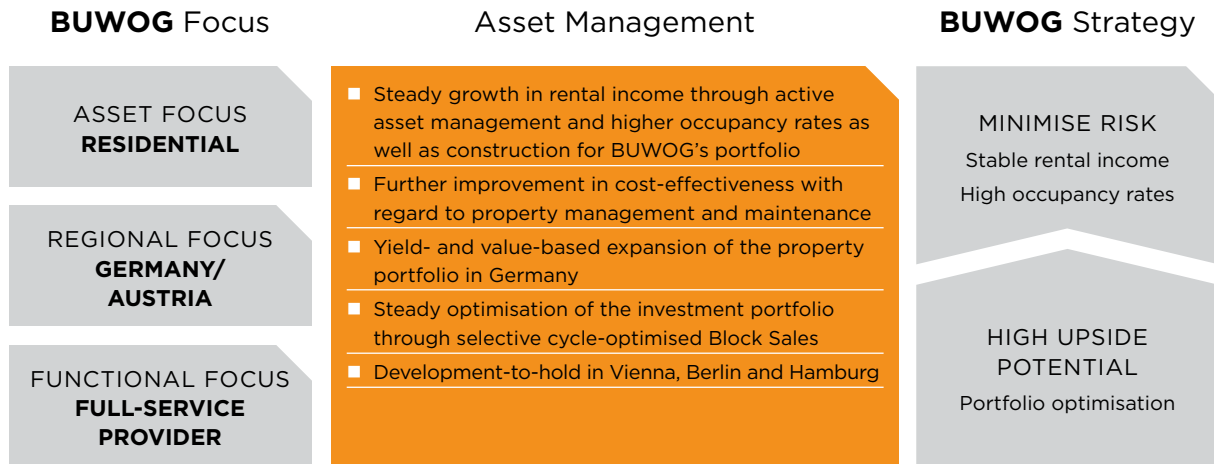 BUWOG Focus
ASSET FOCUS
RESIDENTIAL
REGIONAL FOCUS
GERMANY/
AUSTRIA
FUNCTIONAL FOCUS
FULL-SERVICE
PROVIDER
Asset Management
Steady growth in rental income through active
asset management and higher occupancy rates as
well as construction for BUWOG's portfolio
Further improvement in cost-effectiveness with
regard to property management and maintenance
Yield- and value-based expansion of the property
portfolio in Germany
Steady optimisation of the investment portfolio
through selective cycle-optimised Block Sales
Development-to-hold in Vienna, Berlin and Hamburg
BUWOG Strategy
MINIMISE RISK
Stable rental income
High occupancy rates
HIGH UPSIDE
POTENTIAL
Portfolio optimisation